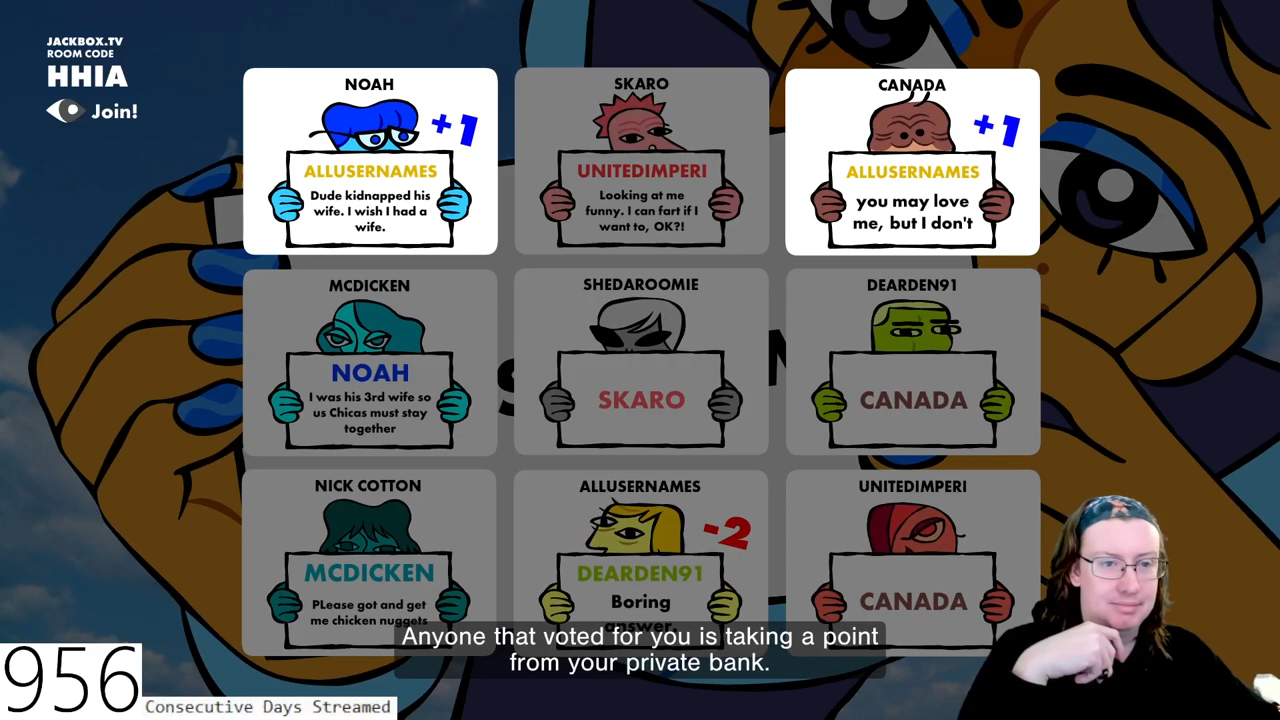 JACKBOX.TV
ROOM CODE
HHIA
Join!
NOAH
+1
ALLUSERNAMES
Dude kidnapped his
wife. I wish I had a
wife.
SKARO
UNITEDIMPERI
Looking at me
funny. I can fart if I
want to, OK?!
CANADA
+1
ALLUSERNAMES
you may love
me, but I don't
MCDICKEN
NOAH
I was his 3rd wife so
us Chicas must stay
together
SHEDAROOMIE
SKARO
DEARDEN91
CANADA
NICK COTTON
MCDICKEN
PLease got and get
me chicken nuggets
ALLUSERNAMES
-2
DEARDEN91
Boring
answer.
UNITEDIMPERI
CANADA
Anyone that voted for you is taking a point
from your private bank.
956
Consecutive Days Streamed